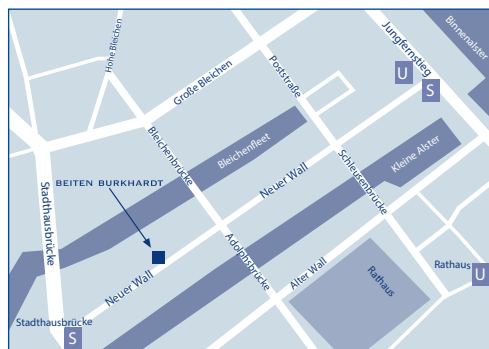 Binnenalster
Hohe Bleichen
Jungfernstieg
Große Bleichen
Poststraße
U
S
Bleichenbrücke
Bleichenfleet
Kleine Alster
Schleusenbrücke
Neuer Wall
BEITEN BURKHARDT
Stadthausbrücke
Adolphsbrücke
Neuer Wall
Alter Wall
Rathaus
Rathaus
U
Stadthausbrücke
S